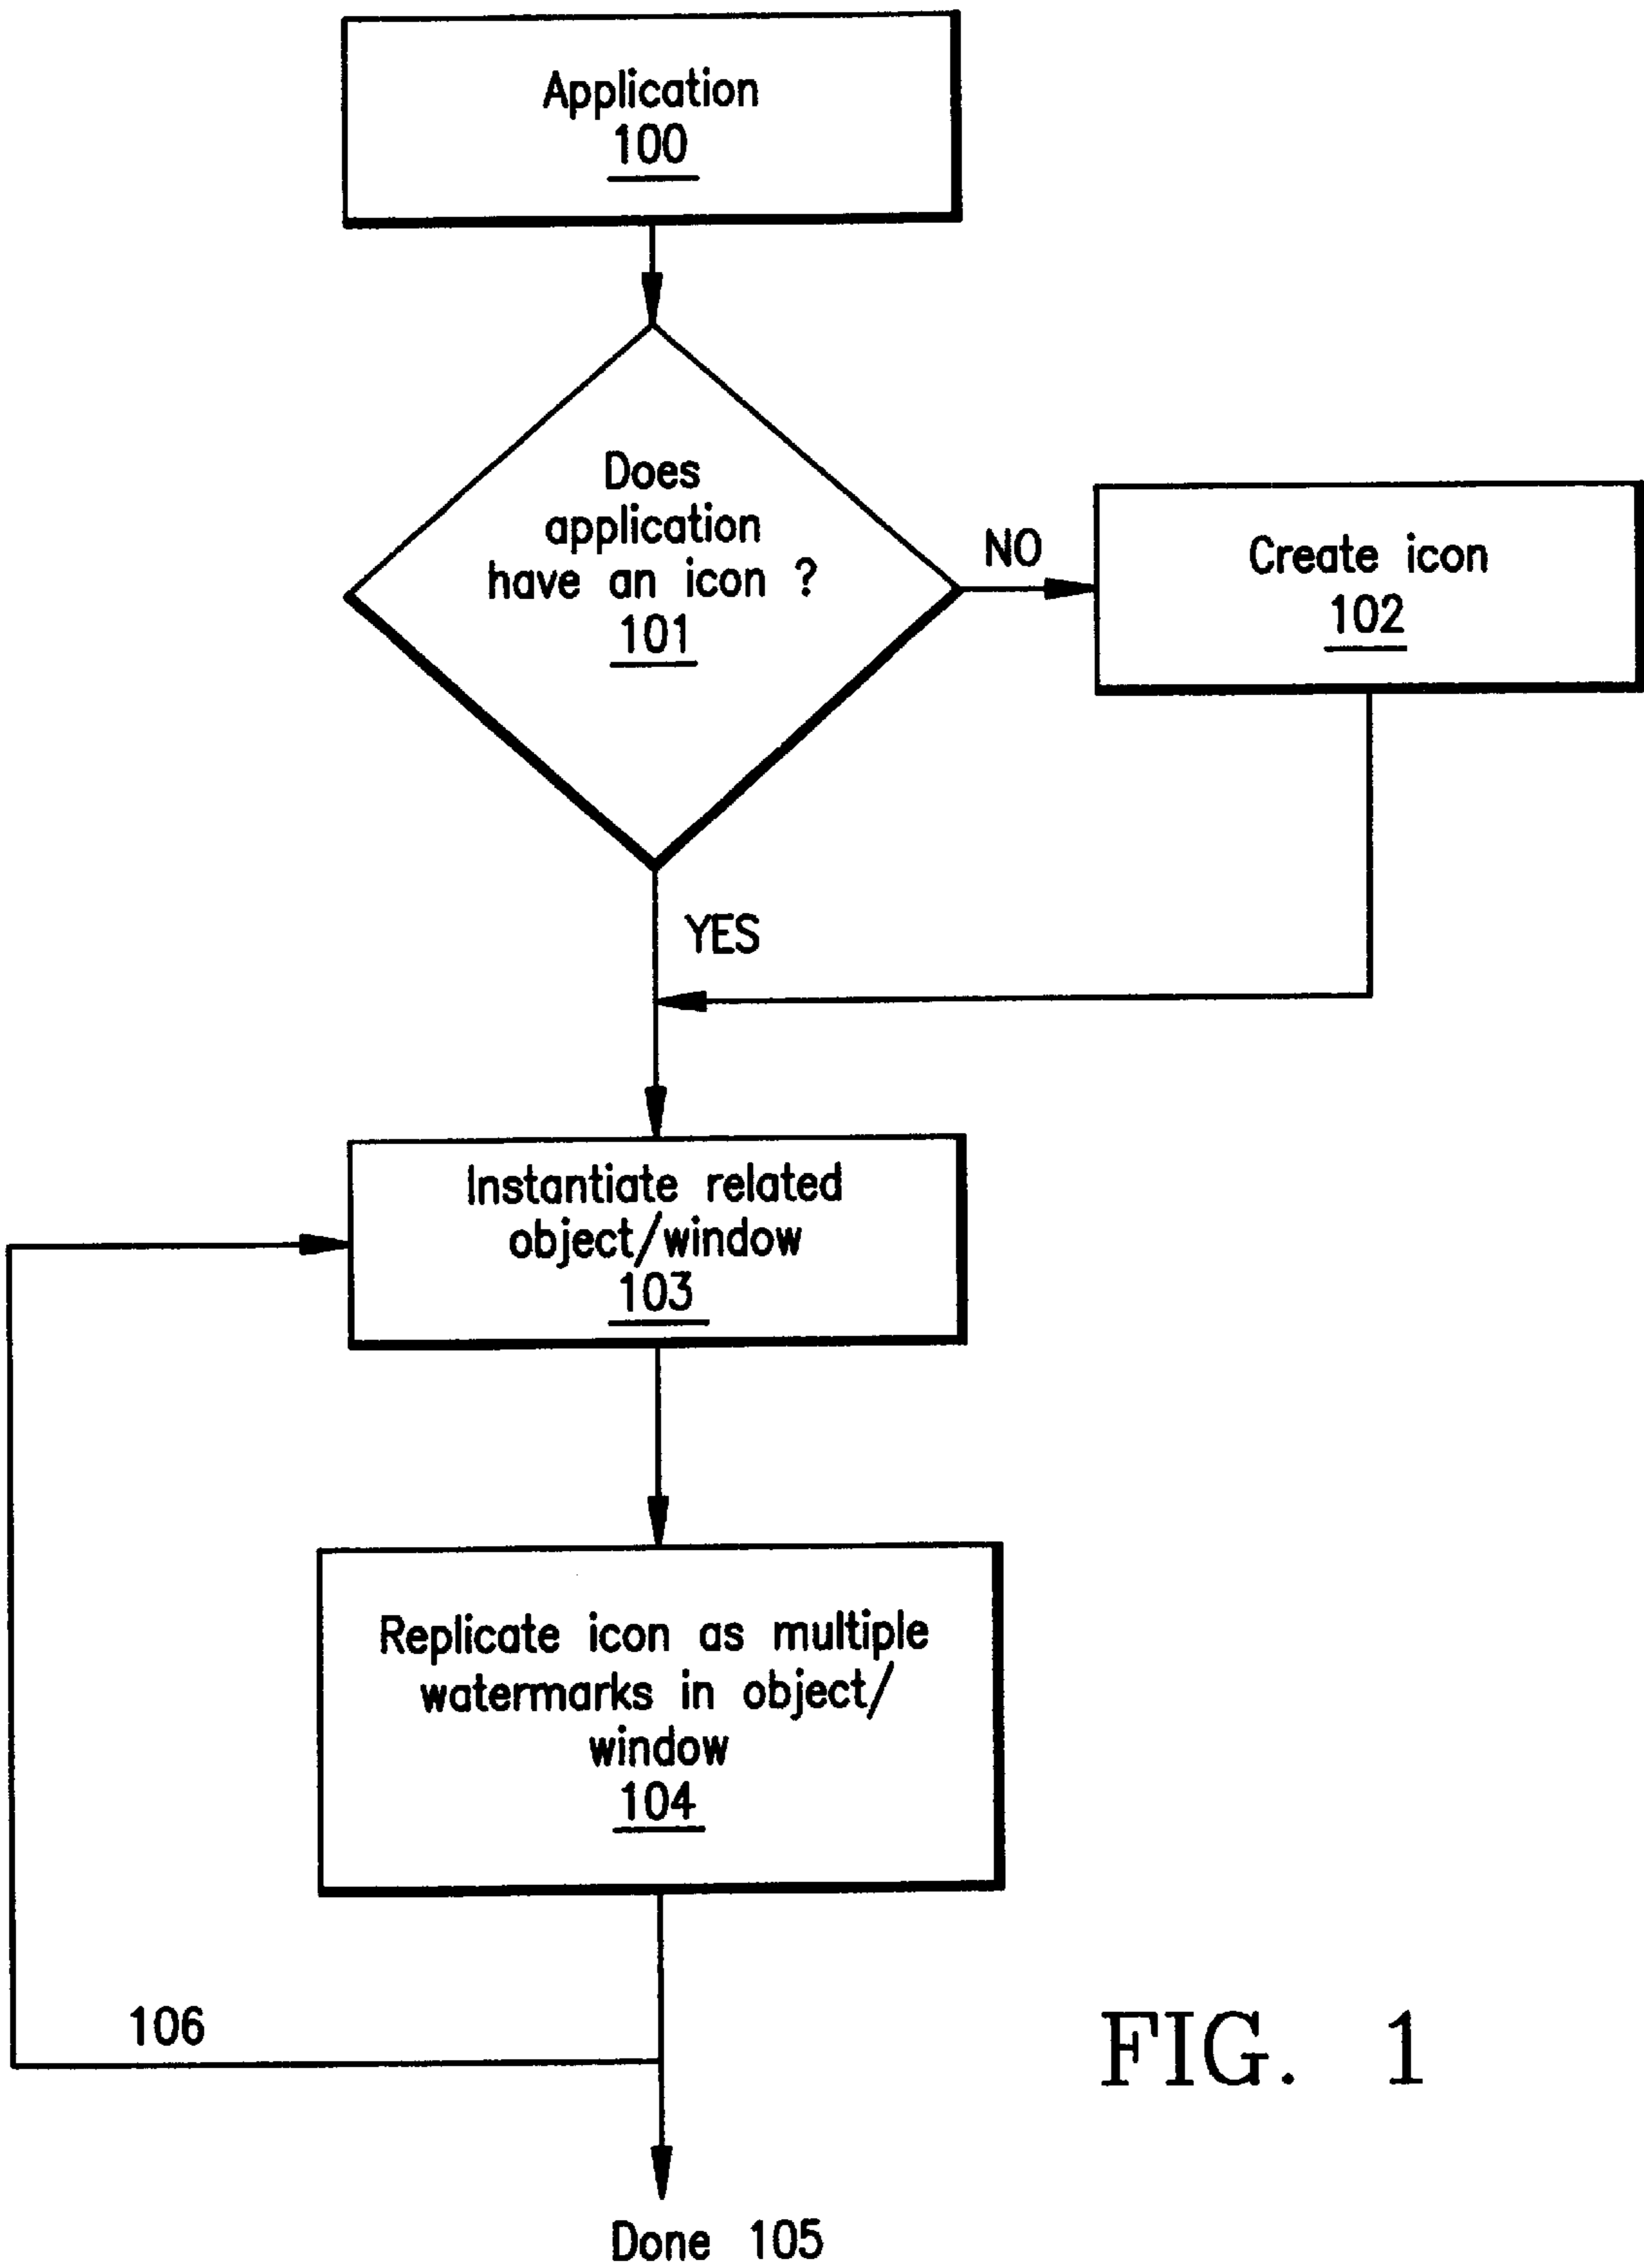 Application
100
Does
application
have an icon ?
101
NO
Create icon
102
YES
Instantiate related
object/window
103
Replicate icon as multiple
watermarks in object/
window
104
106
Done 105
FIG. 1